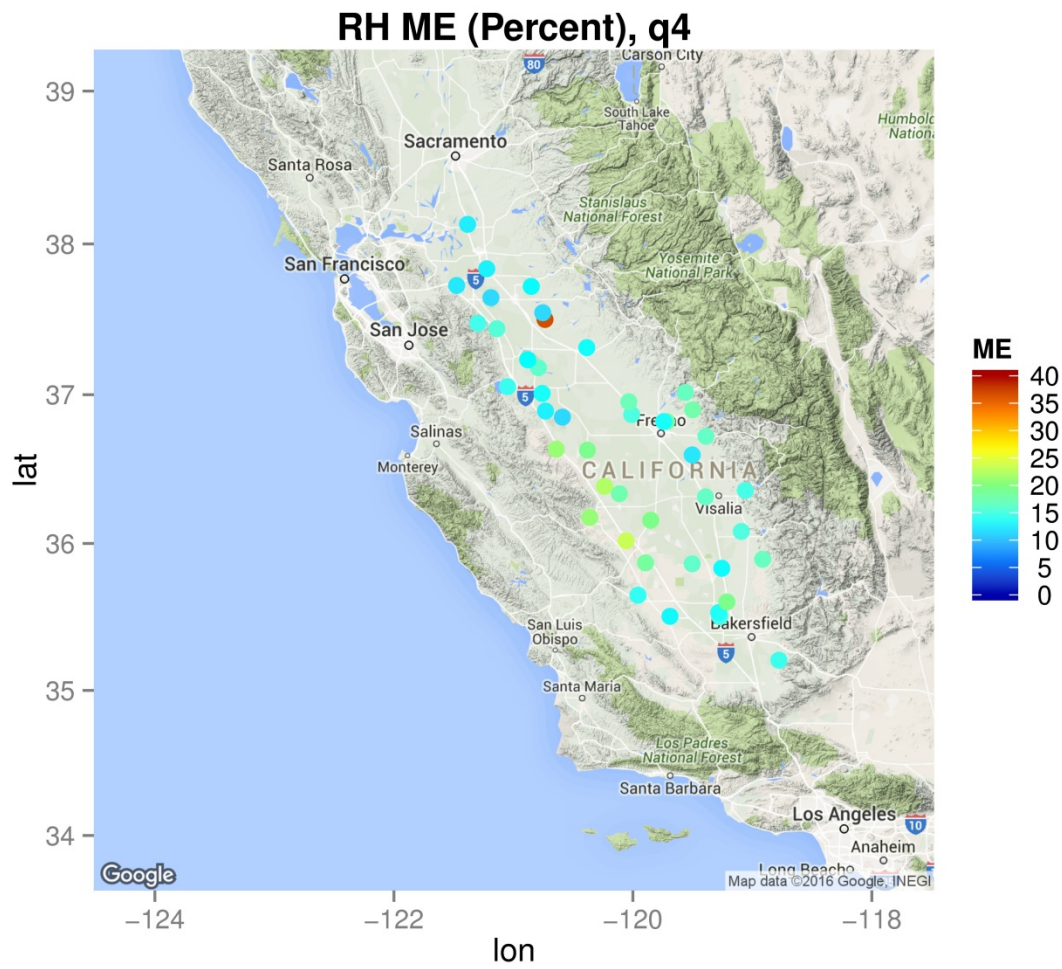 RH ME (Percent), q4
39
38
37
36
35
34
lat
80
Carson City
South Lake
Tahoe
Humbol
Nationa
Sacramento
Santa Rosa
Stanislaus
National Forest
San Francisco
5
Yosemite
National Park
San Jose
5
Salinas
Monterey
Fre no
CALIFORNIA
Visalia
San Luis
Obispo
Bakersfield
5
Santa Maria
Los Padres
National Forest
Santa Barbara
Los Angeles
10
Anaheim
Long Beach
Google
Map data ©2016 Google, INEGI
−124
−122
−120
−118
lon
ME
40
35
30
25
20
15
10
5
0